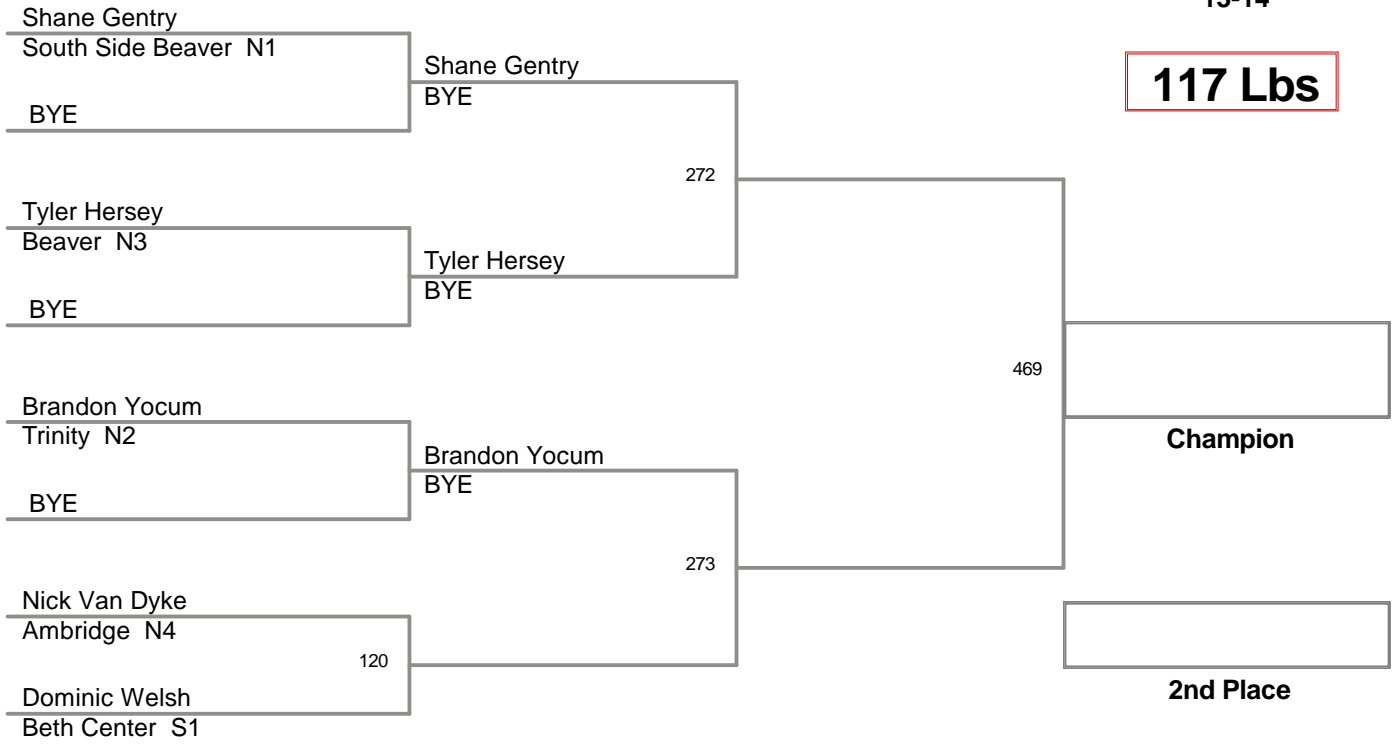 13-14
117 Lbs
Shane Gentry
South Side Beaver N1
BYE
Tyler Hersey
Beaver N3
BYE
Brandon Yocum
Trinity N2
BYE
Nick Van Dyke
Ambridge N4
120
Dominic Welsh
Beth Center S1
Shane Gentry
BYE
272
Tyler Hersey
BYE
Brandon Yocum
BYE
273
469
Champion
2nd Place